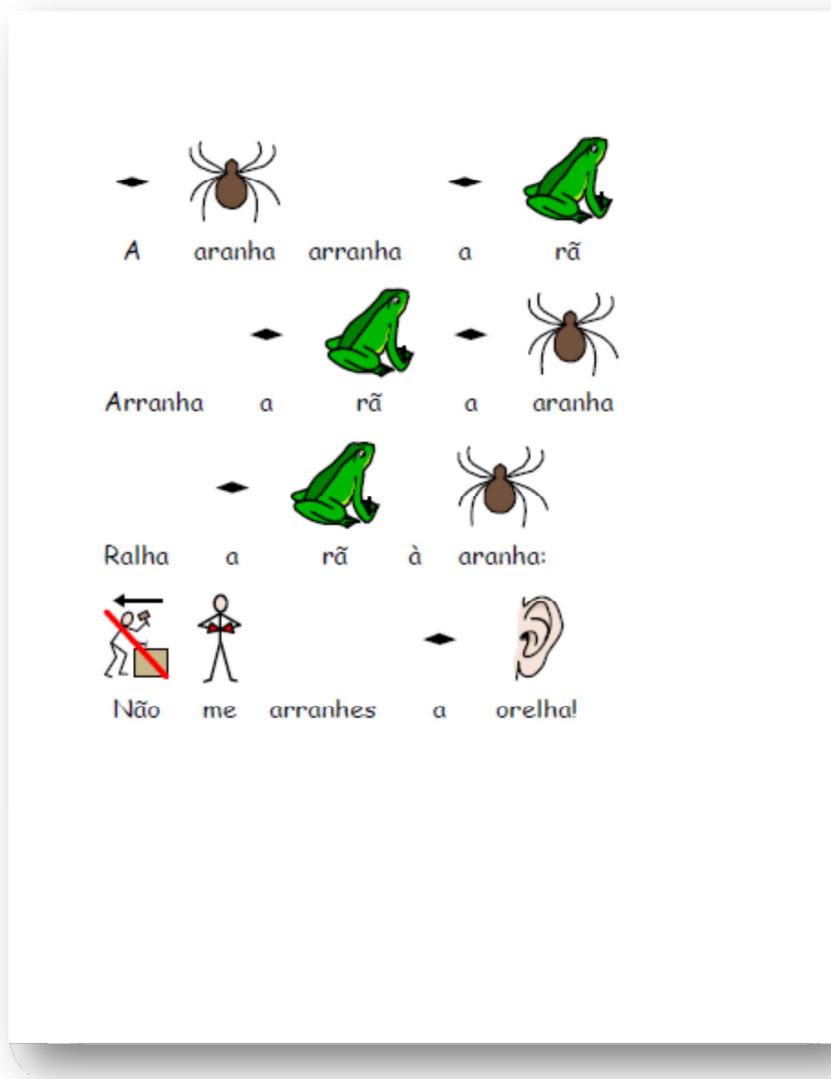 A aranha arranha a rã
Arranha a rã a aranha
Ralha a rã à aranha:
Não me arranhes a orelha!